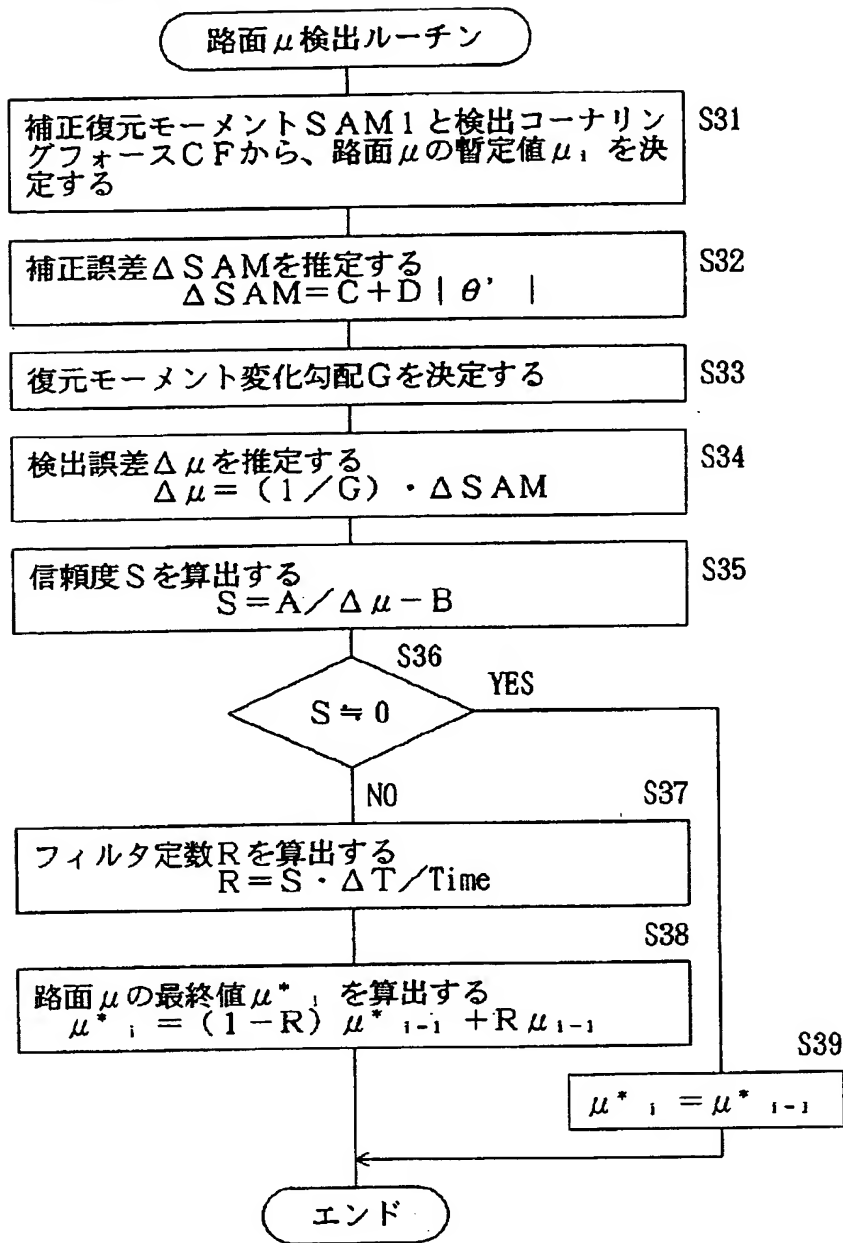 路面μ検出ルーチン
補正復元モーメントSAM1と検出コーナリン
グフォースCFから、路面μの暫定値μᵢ を決
定する
S31
補正誤差ΔSAMを推定する
ΔSAM=C+D|θ’|
S32
復元モーメント変化勾配Gを決定する
S33
検出誤差Δμを推定する
Δμ=(1/G)・ΔSAM
S34
信頼度Sを算出する
S=A/Δμ-B
S35
S36
S≒0
YES
NO
S37
フィルタ定数Rを算出する
R=S・ΔT/Time
S38
路面μの最終値μ*ᵢ を算出する
μ*ᵢ=(1-R)μ*ᵢ₋₁+Rμᵢ₋₁
S39
μ*ᵢ=μ*ᵢ₋₁
エンド